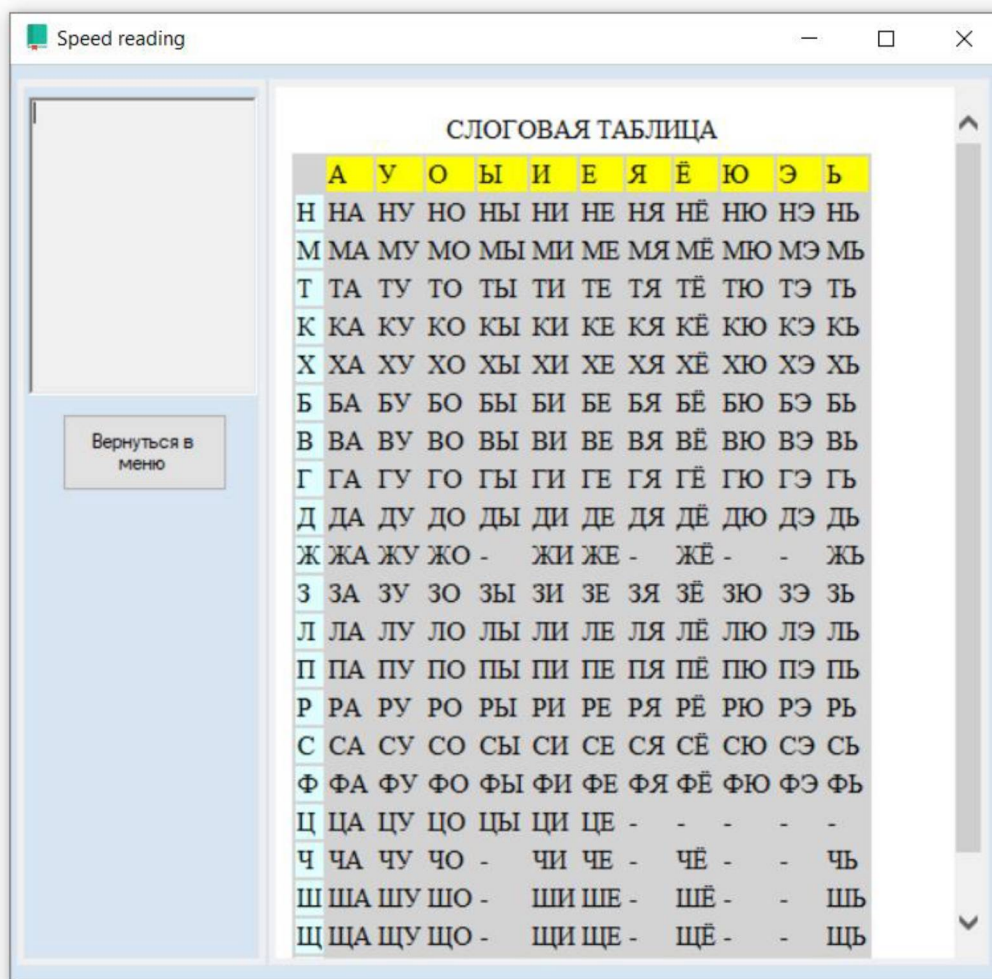 Speed reading
Вернуться в
меню
СЛОГОВАЯ ТАБЛИЦА
А У О Ы И Е Я Ё Ю Э Ь
Н НА НУ НО НЫ НИ НЕ НЯ НЁ НЮ НЭ НЬ
М МА МУ МО МЫ МИ МЕ МЯ МЁ МЮ МЭ МЬ
Т ТА ТУ ТО ТЫ ТИ ТЕ ТЯ ТЁ ТЮ ТЭ ТЬ
К КА КУ КО КЫ КИ КЕ КЯ КЁ КЮ КЭ КЬ
Х ХА ХУ ХО ХЫ ХИ ХЕ ХЯ ХЁ ХЮ ХЭ ХЬ
Б БА БУ БО БЫ БИ БЕ БЯ БЁ БЮ БЭ БЬ
В ВА ВУ ВО ВЫ ВИ ВЕ ВЯ ВЁ ВЮ ВЭ ВЬ
Г ГА ГУ ГО ГЫ ГИ ГЕ ГЯ ГЁ ГЮ ГЭ ГЬ
Д ДА ДУ ДО ДЫ ДИ ДЕ ДЯ ДЁ ДЮ ДЭ ДЬ
Ж ЖА ЖУ ЖО - ЖИ ЖЕ - ЖЁ - - ЖЬ
З ЗА ЗУ ЗО ЗЫ ЗИ ЗЕ ЗЯ ЗЁ ЗЮ ЗЭ ЗЬ
Л ЛА ЛУ ЛО ЛЫ ЛИ ЛЕ ЛЯ ЛЁ ЛЮ ЛЭ ЛЬ
П ПА ПУ ПО ПЫ ПИ ПЕ ПЯ ПЁ ПЮ ПЭ ПЬ
Р РА РУ РО РЫ РИ РЕ РЯ РЁ РЮ РЭ РЬ
С СА СУ СО СЫ СИ СЕ СЯ СЁ СЮ СЭ СЬ
Ф ФА ФУ ФО ФЫ ФИ ФЕ ФЯ ФЁ ФЮ ФЭ ФЬ
Ц ЦА ЦУ ЦО ЦЫ ЦИ ЦЕ - - - - -
Ч ЧА ЧУ ЧО - ЧИ ЧЕ - ЧЁ - - ЧЬ
Ш ША ШУ ШО - ШИ ШЕ - ШЁ - - ШЬ
Щ ЩА ЩУ ЩО - ЩИ ЩЕ - ЩЁ - - ЩЬ